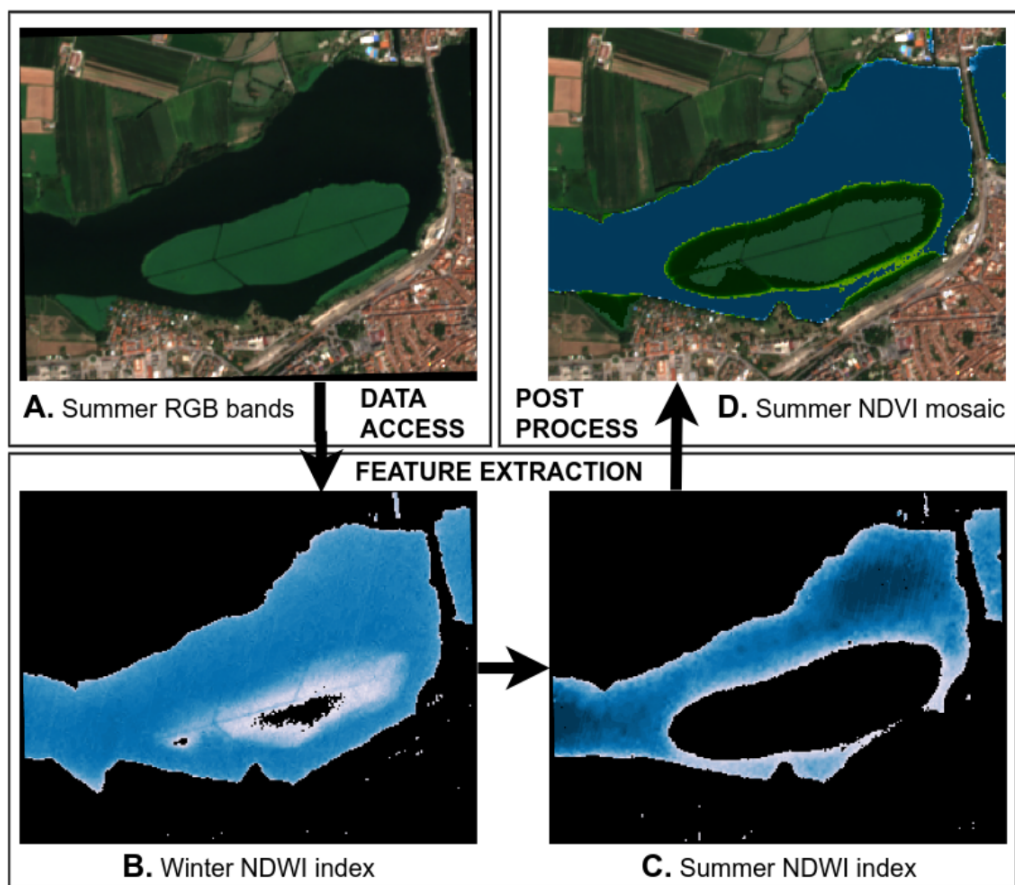 A. Summer RGB bands
DATA
ACCESS
POST
PROCESS
D. Summer NDVI mosaic
FEATURE EXTRACTION
B. Winter NDWI index
C. Summer NDWI index